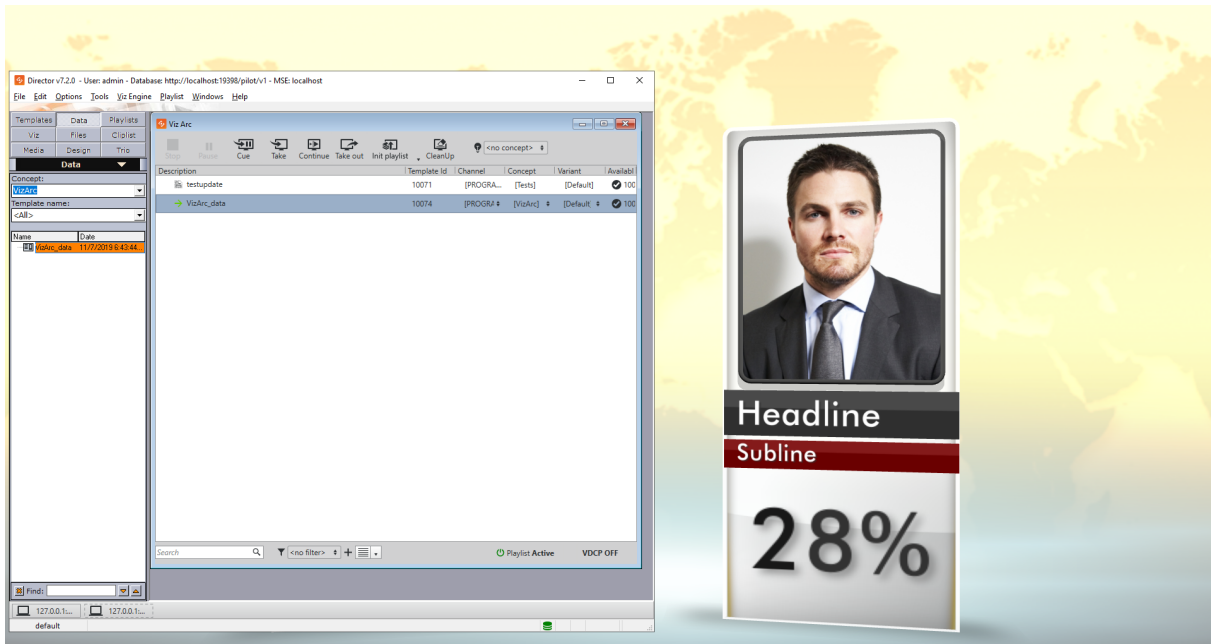 Director v7.2.0 - User: admin - Database: http://localhost:19398/pilot/v1 - MSE: localhost
File Edit Options Tools Viz Engine Playlist Windows Help
Templates Data Playlists
Viz Files Cliplist
Media Design Trio
Data
Concept:
VizArc
Template name:
<All>
Name Date
VizArc_data 11/7/2019 6:43:44...
Find:
Viz Arc
Stop Pause Cue Take Continue Take out Init playlist CleanUp <no concept>
Description Template Id Channel Concept Variant Availabl
testupdate 10071 [PROGRA... [Tests] [Default] 100
VizArc_data 10074 [PROGRA [VizArc] [Default] 100
Search <no filter> Playlist Active VDCP OFF
127.0.0.1:... 127.0.0.1:...
default
Headline
Subline
28%